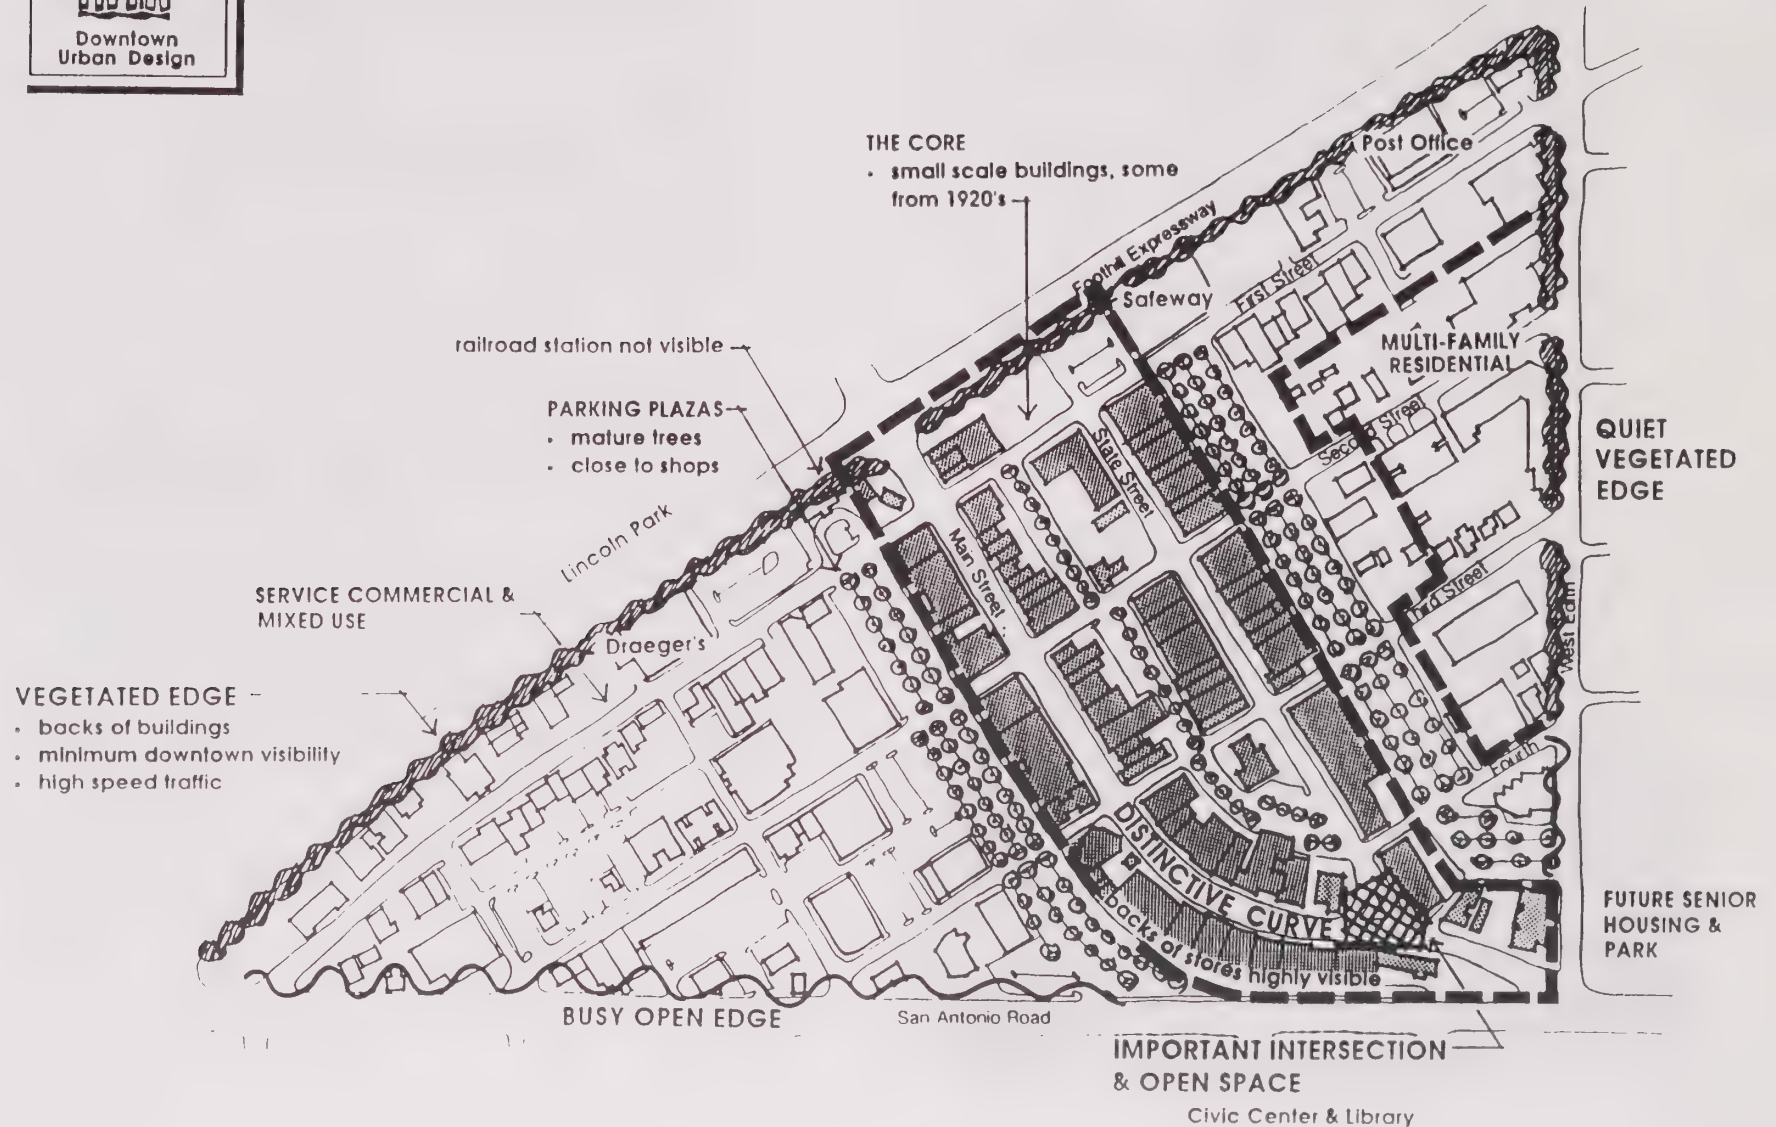 Downtown
Urban Design
THE CORE
• small scale buildings, some
from 1920's
Post Office
Foothill Expressway
Safeway
First Street
railroad station not visible
MULTI-FAMILY
RESIDENTIAL
PARKING PLAZAS
• mature trees
• close to shops
State Street
Second Street
QUIET
VEGETATED
EDGE
Lincoln Park
Main Street
SERVICE COMMERCIAL &
MIXED USE
Third Street
West Edith
Draeger's
VEGETATED EDGE
• backs of buildings
• minimum downtown visibility
• high speed traffic
Fourth
DISTINCTIVE CURVE
backs of stores highly visible
FUTURE SENIOR
HOUSING &
PARK
BUSY OPEN EDGE
San Antonio Road
IMPORTANT INTERSECTION
& OPEN SPACE
Civic Center & Library